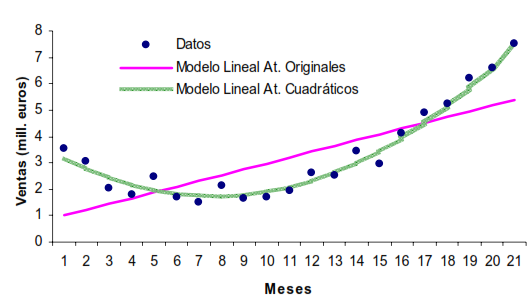 Ventas (mill. euros)
8
7
6
5
4
3
2
1
0
Datos
Modelo Lineal At. Originales
Modelo Lineal At. Cuadráticos
1 2 3 4 5 6 7 8 9 10 11 12 13 14 15 16 17 18 19 20 21
Meses